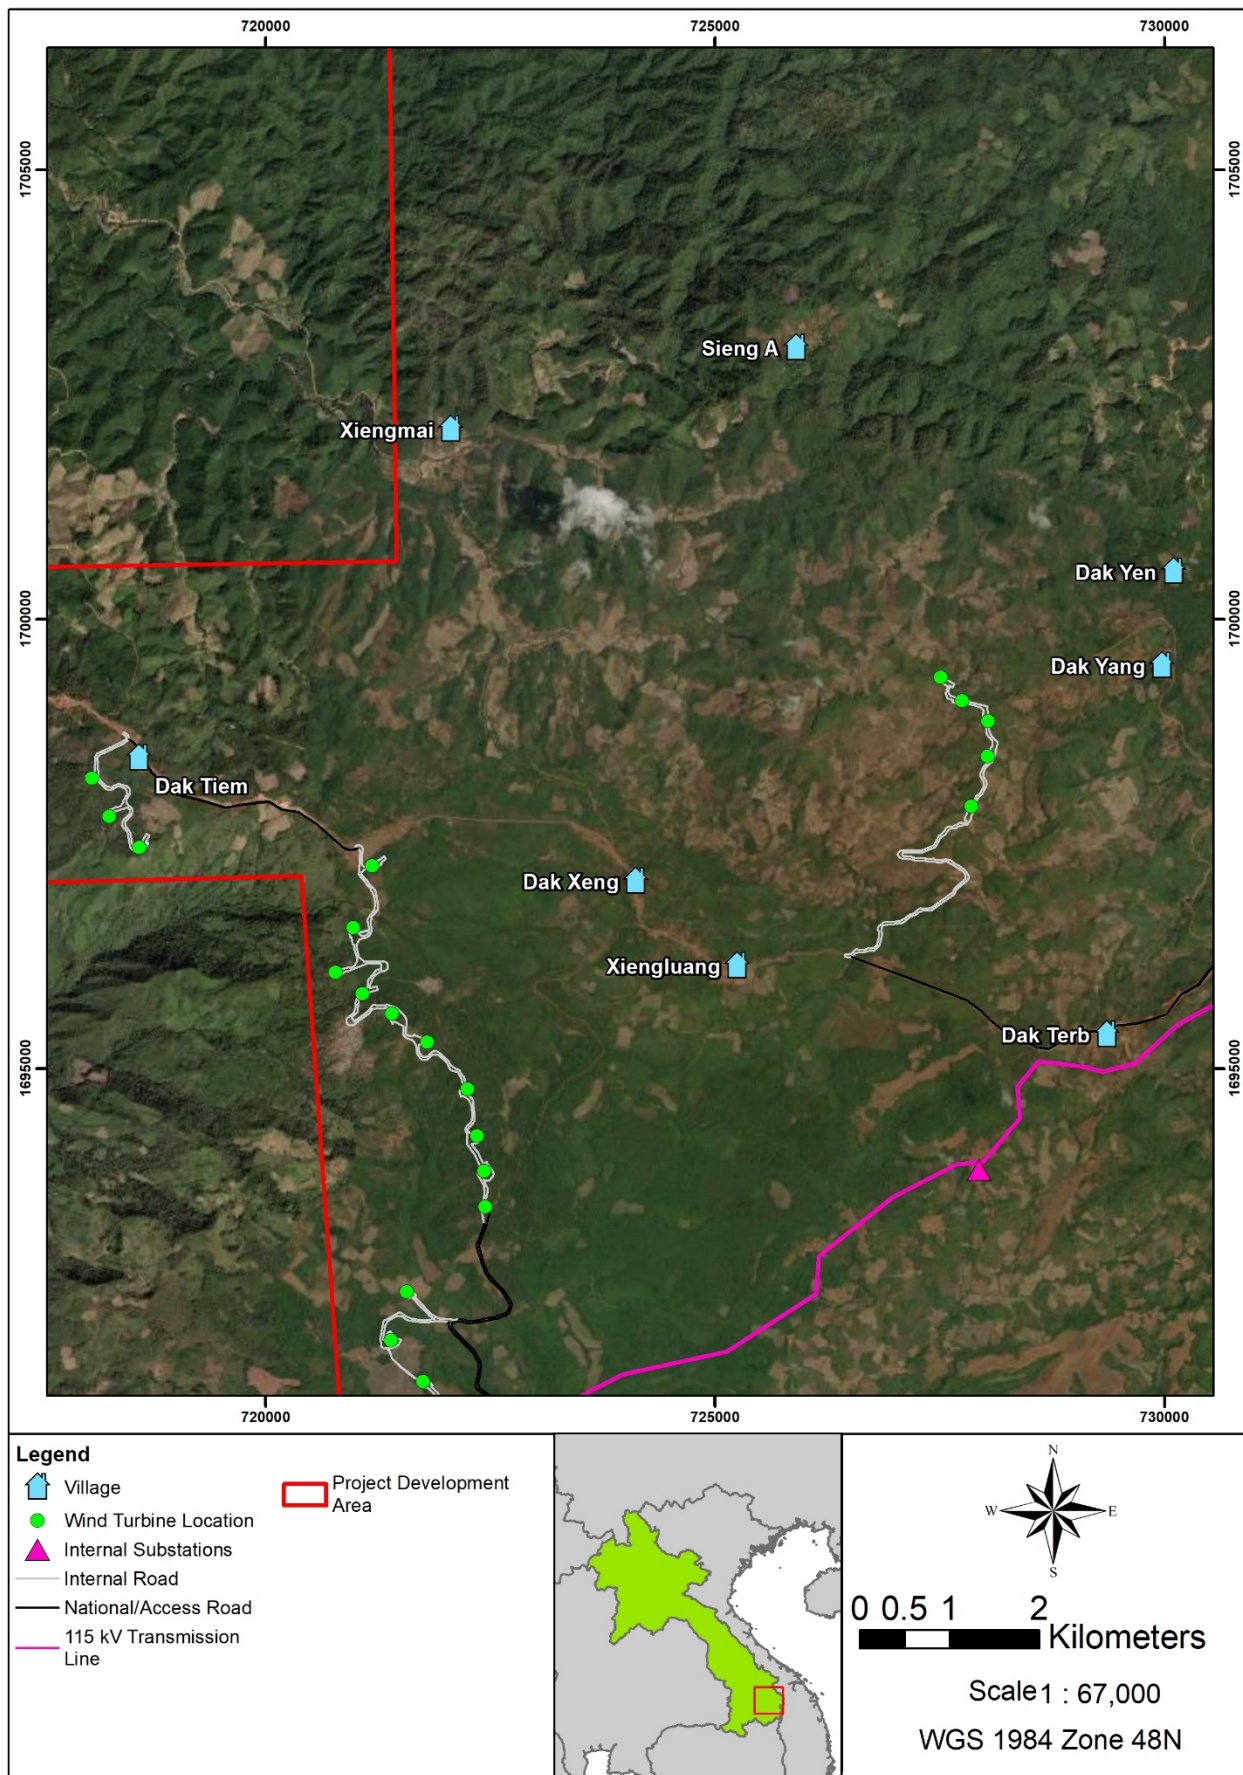 720000 725000 730000
1705000 1705000
Sieng A
Xiengmai
Dak Yen
1700000 1700000
Dak Yang
Dak Tiem
Dak Xeng
Xiengluang
Dak Terb
1695000 1695000
720000 725000 730000
Legend
Village
Wind Turbine Location
Internal Substations
Internal Road
National/Access Road
115 kV Transmission
Line
Project Development
Area
N
W E
S
0 0.5 1 2
Kilometers
Scale 1 : 67,000
WGS 1984 Zone 48N